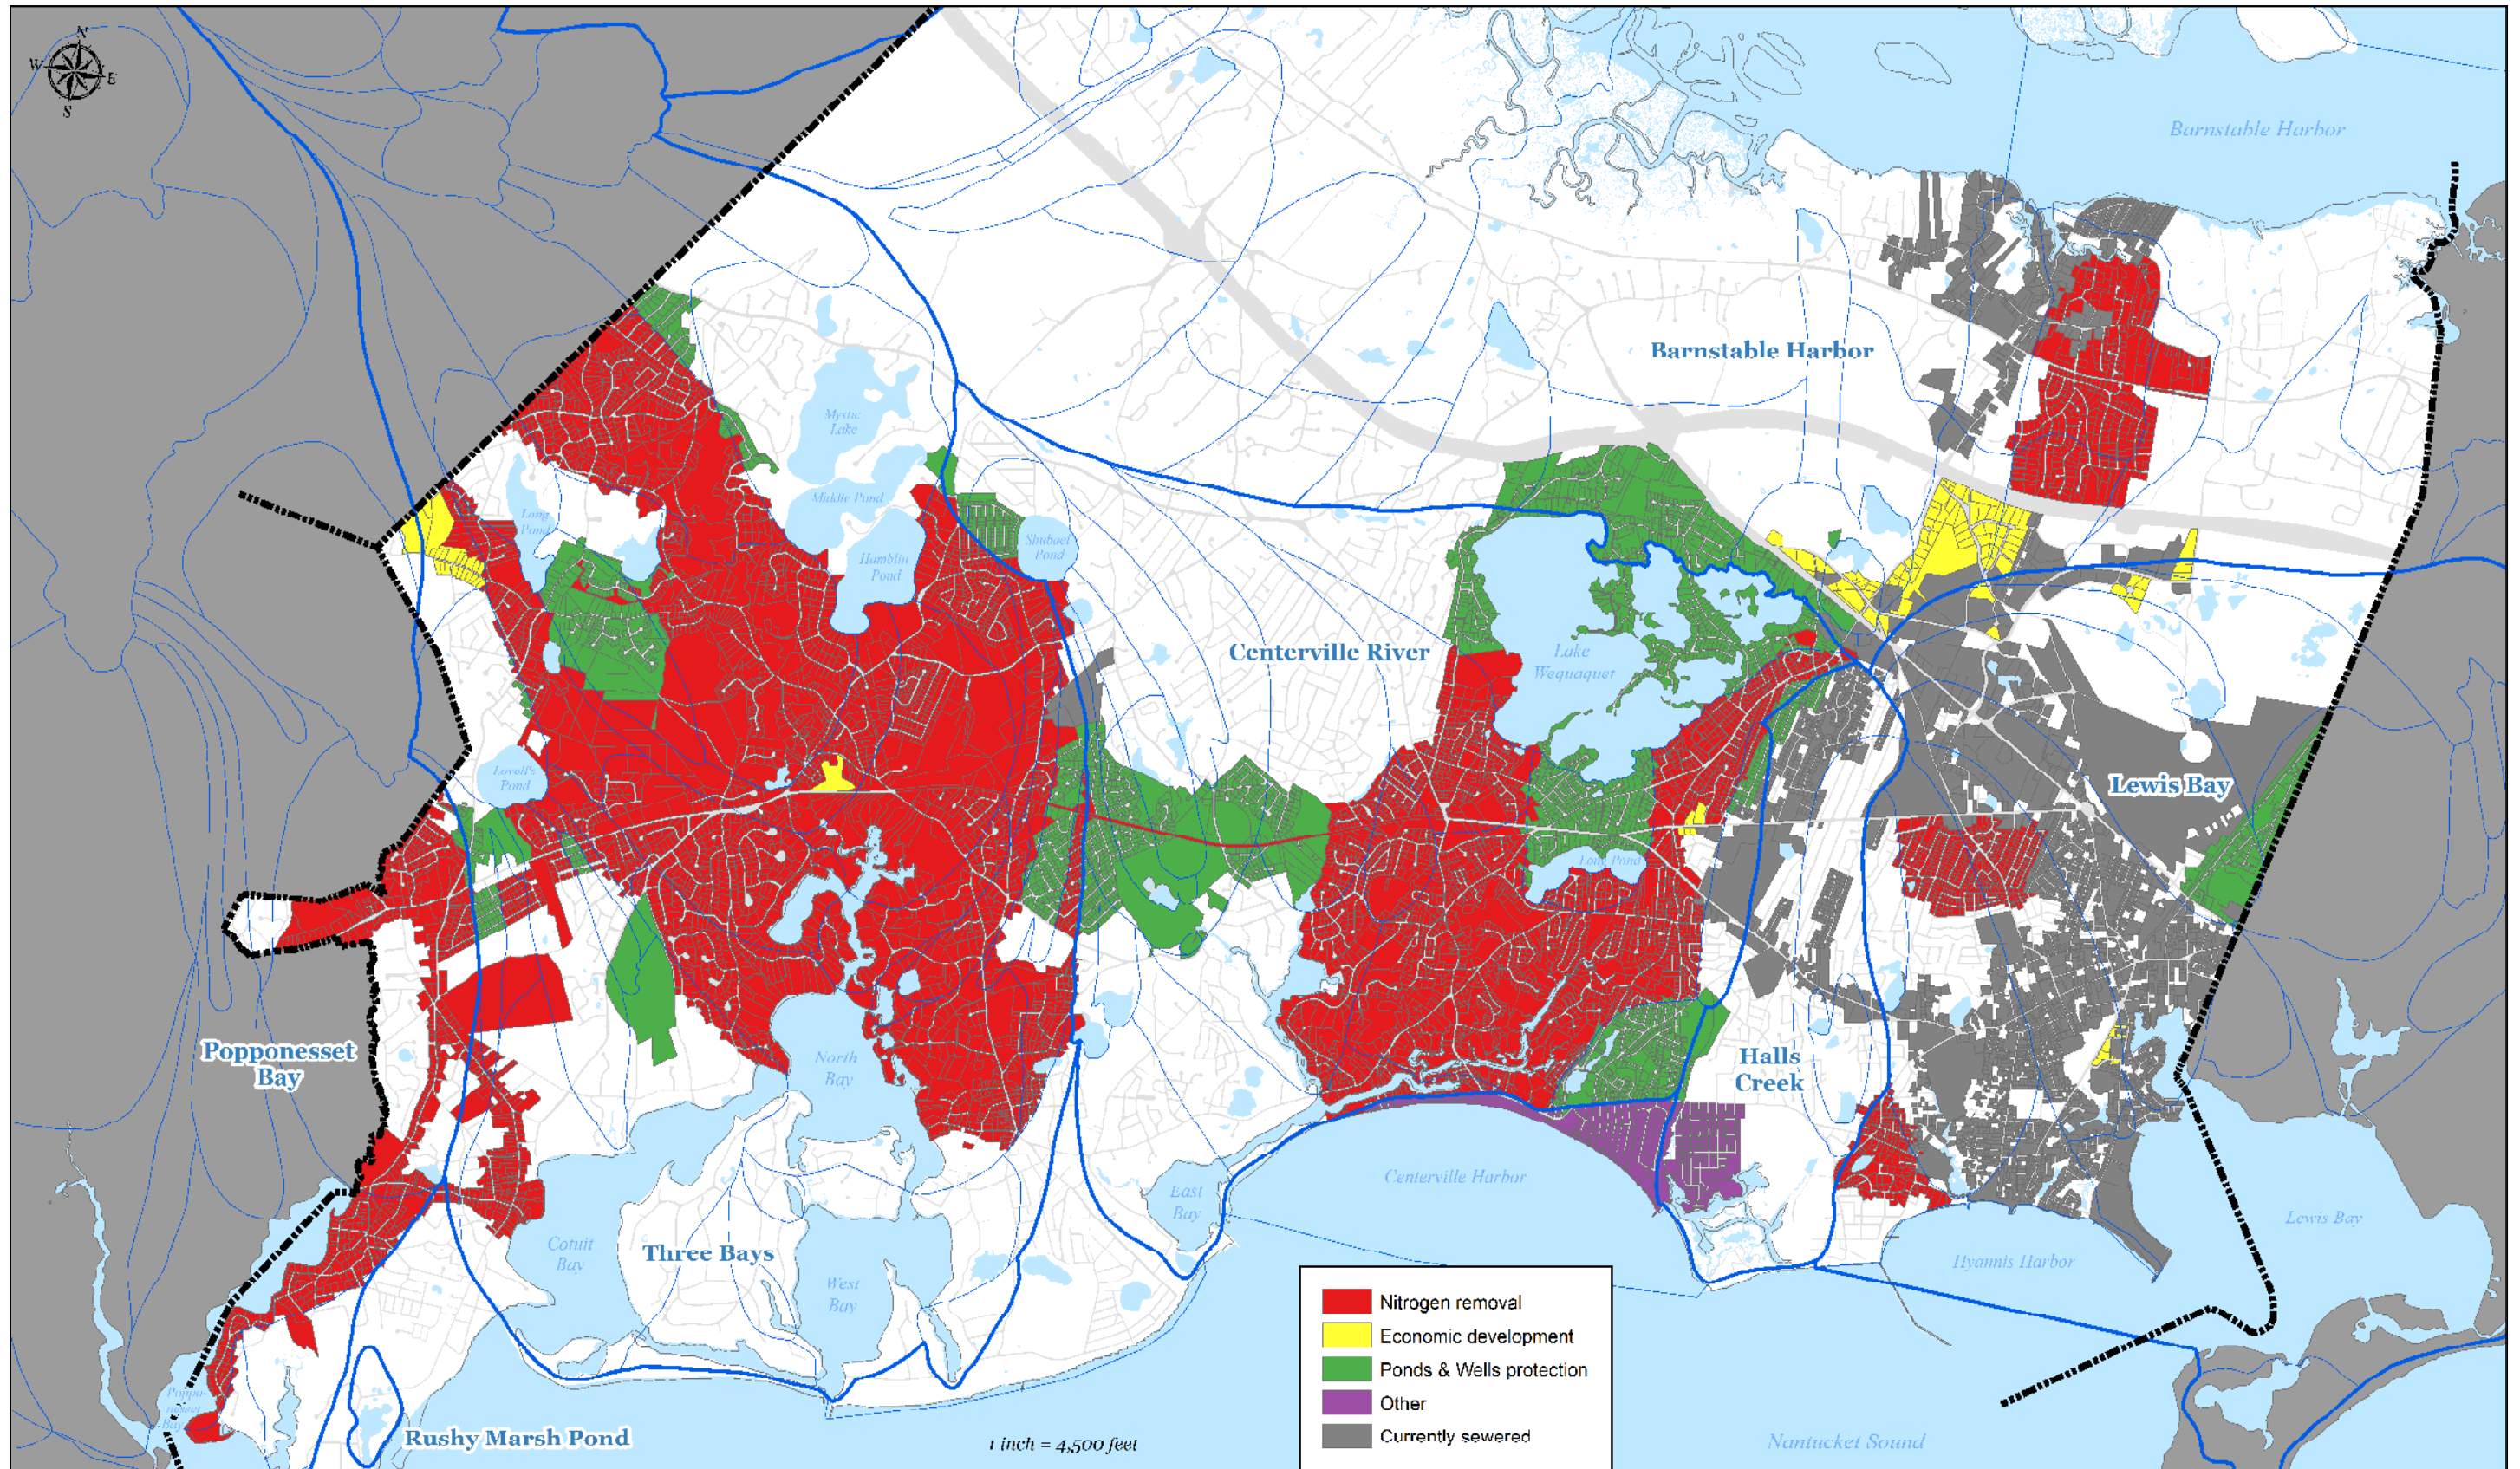 N
W
E
S
Barnstable Harbor
Barnstable Harbor
Mystic
Lake
Middle Pond
Long
Pond
Hamblin
Pond
Shubael
Pond
Centerville River
Lake
Wequaquet
Lovell's
Pond
Lewis Bay
Long Pond
Popponesset
Bay
North
Bay
Halls
Creek
Centerville Harbor
East
Bay
Lewis Bay
Cotuit
Bay
Three Bays
West
Bay
Hyannis Harbor
Nitrogen removal
Economic development
Ponds & Wells protection
Other
Currently sewered
Poppo-
nesset
Bay
Rushy Marsh Pond
1 inch = 4,500 feet
Nantucket Sound